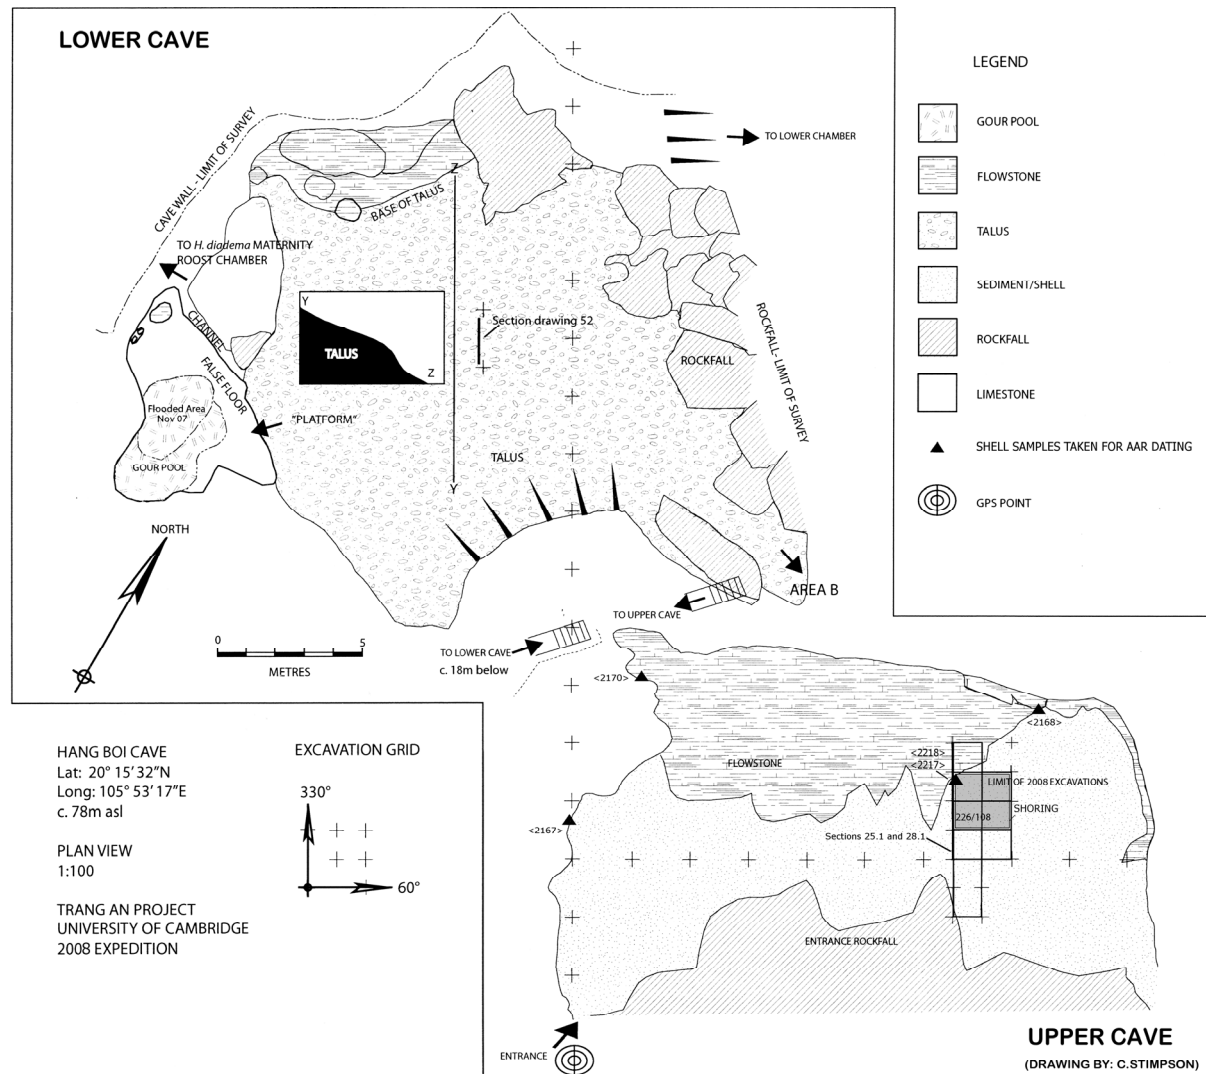 LOWER CAVE
CAVE WALL - LIMIT OF SURVEY
TO LOWER CHAMBER
Z
BASE OF TALUS
TO H. diadema MATERNITY
ROOST CHAMBER
CHANNEL
FALSE FLOOR
Y
TALUS
Z
Section drawing 52
ROCKFALL
ROCKFALL- LIMIT OF SURVEY
Flooded Area
Nov 07
GOUR POOL
"PLATFORM"
TALUS
Y
NORTH
0
5
METRES
AREA B
TO UPPER CAVE
TO LOWER CAVE
c. 18m below
LEGEND
GOUR POOL
FLOWSTONE
TALUS
SEDIMENT/SHELL
ROCKFALL
LIMESTONE
SHELL SAMPLES TAKEN FOR AAR DATING
GPS POINT
HANG BOI CAVE
Lat: 20° 15'32"N
Long: 105° 53'17"E
c. 78m asl
PLAN VIEW
1:100
TRANG AN PROJECT
UNIVERSITY OF CAMBRIDGE
2008 EXPEDITION
EXCAVATION GRID
330°
60°
<2170>
<2168>
<2218>
<2217>
FLOWSTONE
LIMIT OF 2008 EXCAVATIONS
SHORING
226/108
<2167>
Sections 25.1 and 28.1
ENTRANCE ROCKFALL
ENTRANCE
UPPER CAVE
(DRAWING BY: C.STIMPSON)